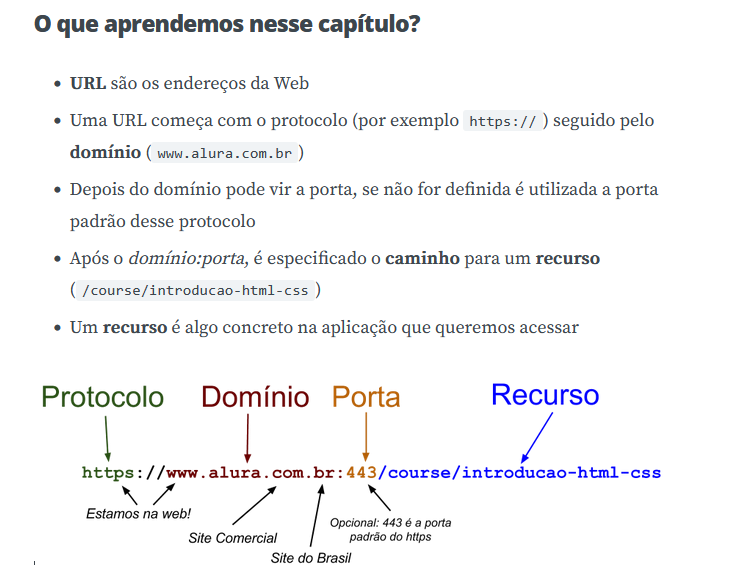 O que aprendemos nesse capítulo?
• URL são os endereços da Web
• Uma URL começa com o protocolo (por exemplo https:// ) seguido pelo
domínio ( www.alura.com.br )
• Depois do domínio pode vir a porta, se não for definida é utilizada a porta
padrão desse protocolo
• Após o domínio:porta, é especificado o caminho para um recurso
( /course/introducao-html-css )
• Um recurso é algo concreto na aplicação que queremos acessar
Protocolo Domínio Porta Recurso
https://www.alura.com.br:443/course/introducao-html-css
Estamos na web!
Site Comercial
Site do Brasil
Opcional: 443 é a porta
padrão do https